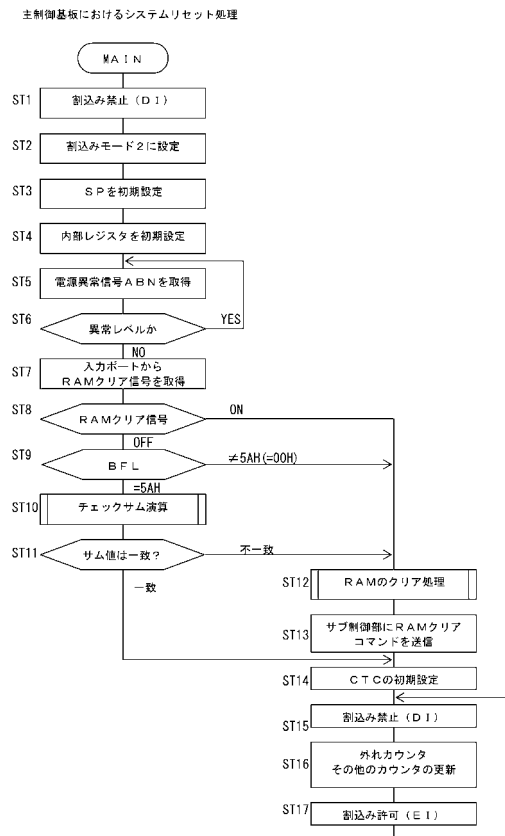 主制御基板におけるシステムリセット処理
ＭＡＩＮ
ST1 割込み禁止（ＤＩ）
ST2 割込みモード２に設定
ST3 ＳＰを初期設定
ST4 内部レジスタを初期設定
ST5 電源異常信号ＡＢＮを取得
ST6 異常レベルか YES
NO
ST7 入力ポートから
ＲＡＭクリア信号を取得
ST8 ＲＡＭクリア信号 ON
OFF
ST9 ＢＦＬ ≠5AH(=00H)
=5AH
ST10 チェックサム演算
ST11 サム値は一致？ 不一致
一致
ST12 ＲＡＭのクリア処理
ST13 サブ制御部にＲＡＭクリア
コマンドを送信
ST14 ＣＴＣの初期設定
ST15 割込み禁止（ＤＩ）
ST16 外れカウンタ
その他のカウンタの更新
ST17 割込み許可（ＥＩ）